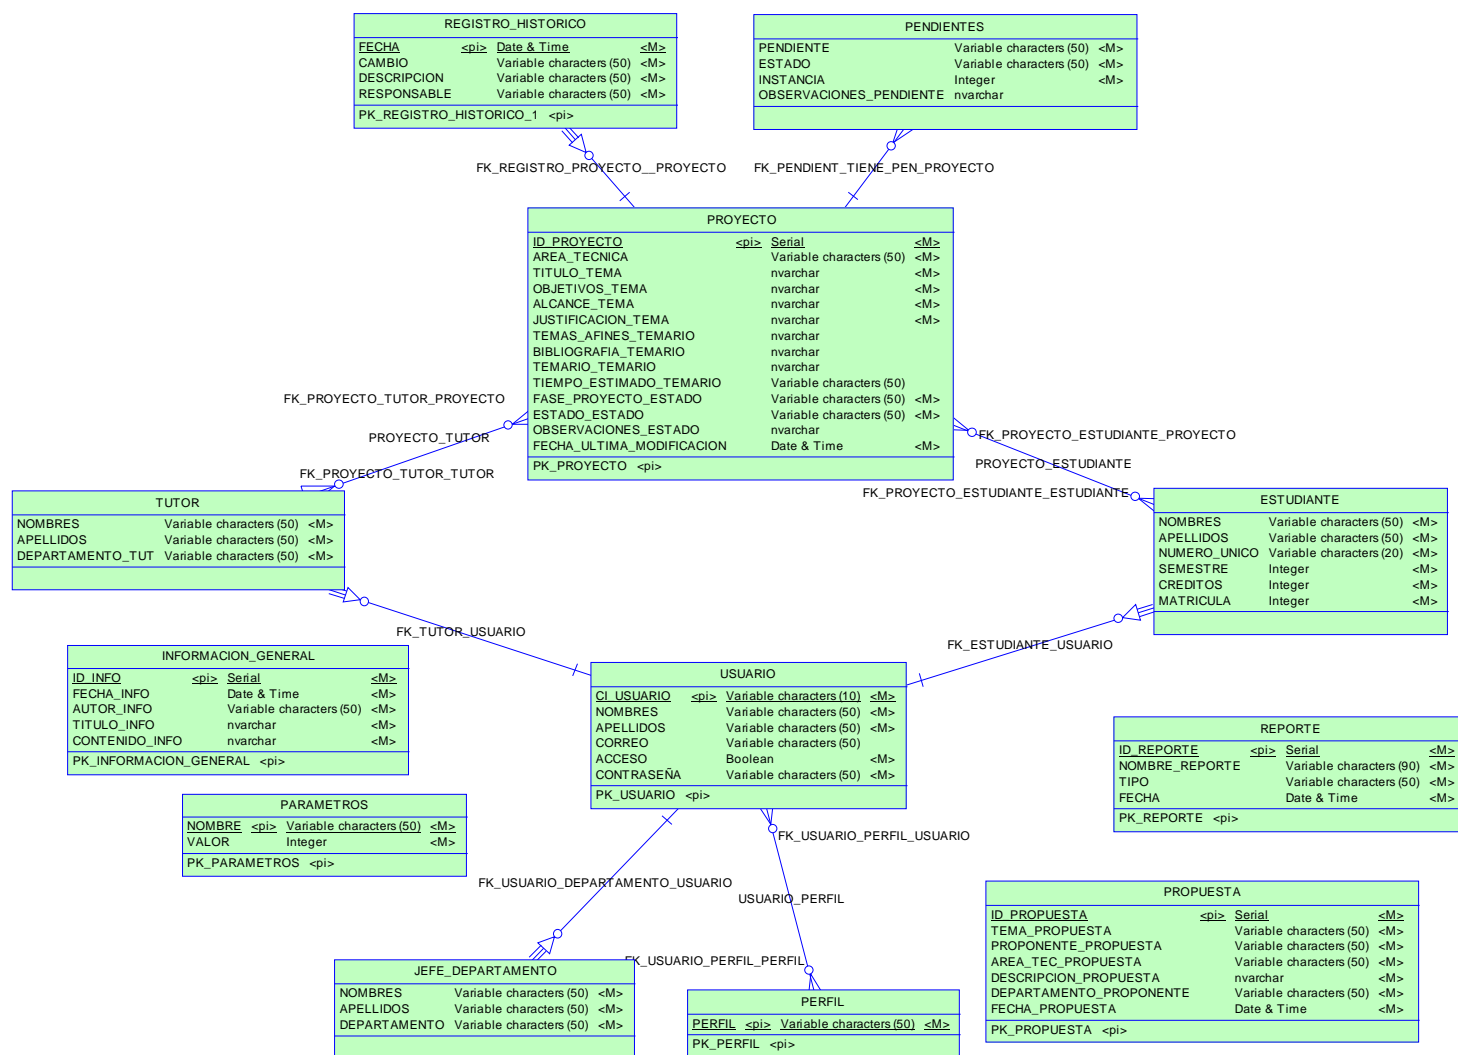 REGISTRO_HISTORICO
FECHA <pi> Date & Time <M>
CAMBIO Variable characters (50) <M>
DESCRIPCION Variable characters (50) <M>
RESPONSABLE Variable characters (50) <M>
PK_REGISTRO_HISTORICO_1 <pi>
PENDIENTES
PENDIENTE Variable characters (50) <M>
ESTADO Variable characters (50) <M>
INSTANCIA Integer <M>
OBSERVACIONES_PENDIENTE nvarchar
FK_REGISTRO_PROYECTO__PROYECTO
FK_PENDIENT_TIENE_PEN_PROYECTO
PROYECTO
ID_PROYECTO <pi> Serial <M>
AREA_TECNICA Variable characters (50) <M>
TITULO_TEMA nvarchar <M>
OBJETIVOS_TEMA nvarchar <M>
ALCANCE_TEMA nvarchar <M>
JUSTIFICACION_TEMA nvarchar <M>
TEMAS_AFINES_TEMARIO nvarchar
BIBLIOGRAFIA_TEMARIO nvarchar
TEMARIO_TEMARIO nvarchar
TIEMPO_ESTIMADO_TEMARIO Variable characters (50)
FASE_PROYECTO_ESTADO Variable characters (50) <M>
ESTADO_ESTADO Variable characters (50) <M>
OBSERVACIONES_ESTADO nvarchar
FECHA_ULTIMA_MODIFICACION Date & Time <M>
PK_PROYECTO <pi>
FK_PROYECTO_TUTOR_PROYECTO
PROYECTO_TUTOR
FK_PROYECTO_TUTOR_TUTOR
FK_PROYECTO_ESTUDIANTE_PROYECTO
PROYECTO_ESTUDIANTE
FK_PROYECTO_ESTUDIANTE_ESTUDIANTE
TUTOR
NOMBRES Variable characters (50) <M>
APELLIDOS Variable characters (50) <M>
DEPARTAMENTO_TUT Variable characters (50) <M>
ESTUDIANTE
NOMBRES Variable characters (50) <M>
APELLIDOS Variable characters (50) <M>
NUMERO_UNICO Variable characters (20) <M>
SEMESTRE Integer <M>
CREDITOS Integer <M>
MATRICULA Integer <M>
FK_TUTOR_USUARIO
FK_ESTUDIANTE_USUARIO
INFORMACION_GENERAL
ID_INFO <pi> Serial <M>
FECHA_INFO Date & Time <M>
AUTOR_INFO Variable characters (50) <M>
TITULO_INFO nvarchar <M>
CONTENIDO_INFO nvarchar <M>
PK_INFORMACION_GENERAL <pi>
USUARIO
CI_USUARIO <pi> Variable characters (10) <M>
NOMBRES Variable characters (50) <M>
APELLIDOS Variable characters (50) <M>
CORREO Variable characters (50)
ACCESO Boolean <M>
CONTRASEÑA Variable characters (50) <M>
PK_USUARIO <pi>
REPORTE
ID_REPORTE <pi> Serial <M>
NOMBRE_REPORTE Variable characters (90) <M>
TIPO Variable characters (50) <M>
FECHA Date & Time <M>
PK_REPORTE <pi>
PARAMETROS
NOMBRE <pi> Variable characters (50) <M>
VALOR Integer <M>
PK_PARAMETROS <pi>
FK_USUARIO_PERFIL_USUARIO
FK_USUARIO_DEPARTAMENTO_USUARIO
USUARIO_PERFIL
FK_USUARIO_PERFIL_PERFIL
PROPUESTA
ID_PROPUESTA <pi> Serial <M>
TEMA_PROPUESTA Variable characters (50) <M>
PROPONENTE_PROPUESTA Variable characters (50) <M>
AREA_TEC_PROPUESTA Variable characters (50) <M>
DESCRIPCION_PROPUESTA nvarchar <M>
DEPARTAMENTO_PROPONENTE Variable characters (50) <M>
FECHA_PROPUESTA Date & Time <M>
PK_PROPUESTA <pi>
JEFE_DEPARTAMENTO
NOMBRES Variable characters (50) <M>
APELLIDOS Variable characters (50) <M>
DEPARTAMENTO Variable characters (50) <M>
PERFIL
PERFIL <pi> Variable characters (50) <M>
PK_PERFIL <pi>